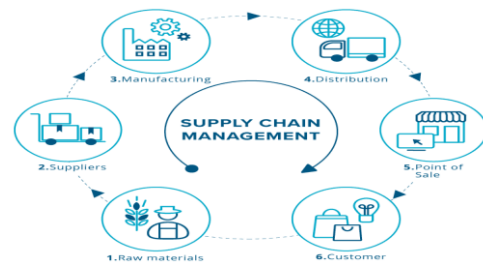 3.Manufacturing
4.Distribution
SUPPLY CHAIN
MANAGEMENT
2.Suppliers
5.Point of
Sale
1.Raw materials
6.Customer